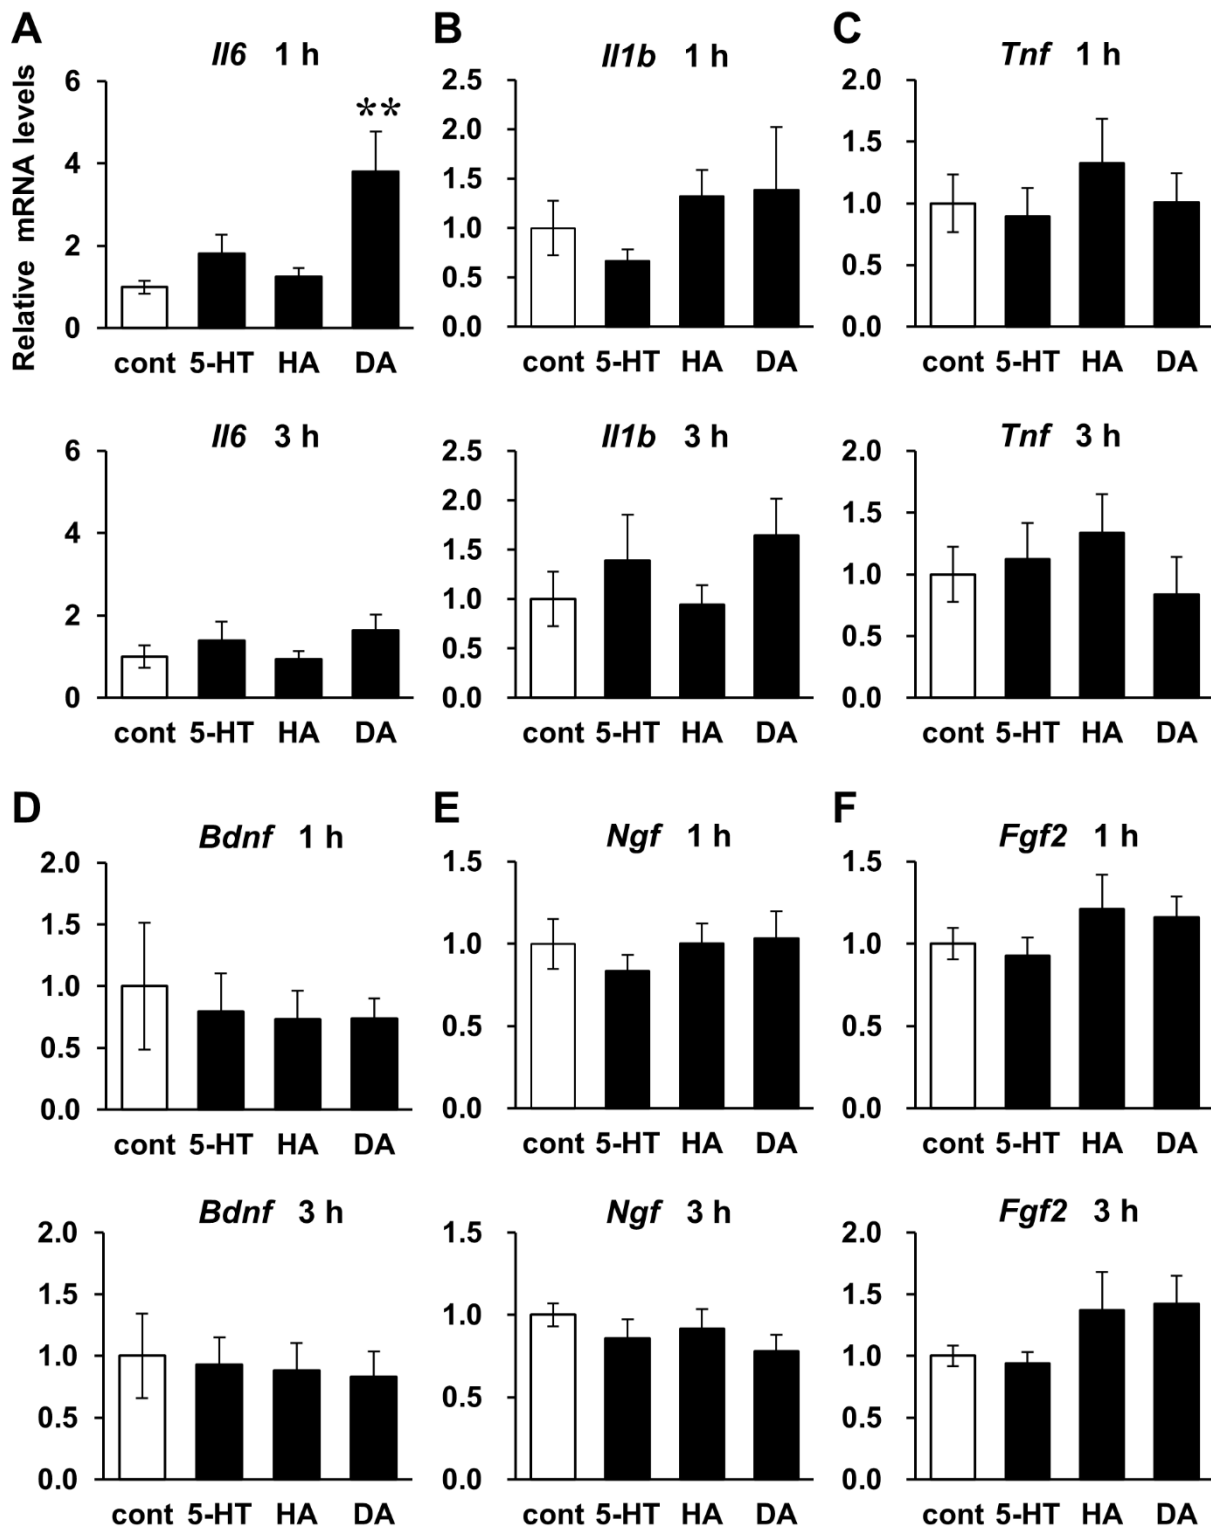 A
B
C
Il6 1 h
Il1b 1 h
Tnf 1 h
Relative mRNA levels
6
4
2
0
**
cont 5-HT HA DA
2.5
2.0
1.5
1.0
0.5
0.0
cont 5-HT HA DA
2.0
1.5
1.0
0.5
0.0
cont 5-HT HA DA
Il6 3 h
6
4
2
0
cont 5-HT HA DA
Il1b 3 h
2.5
2.0
1.5
1.0
0.5
0.0
cont 5-HT HA DA
Tnf 3 h
2.0
1.5
1.0
0.5
0.0
cont 5-HT HA DA
D
Bdnf 1 h
2.0
1.5
1.0
0.5
0.0
cont 5-HT HA DA
E
Ngf 1 h
1.5
1.0
0.5
0.0
cont 5-HT HA DA
F
Fgf2 1 h
1.5
1.0
0.5
0.0
cont 5-HT HA DA
Bdnf 3 h
2.0
1.5
1.0
0.5
0.0
cont 5-HT HA DA
Ngf 3 h
1.5
1.0
0.5
0.0
cont 5-HT HA DA
Fgf2 3 h
2.0
1.5
1.0
0.5
0.0
cont 5-HT HA DA